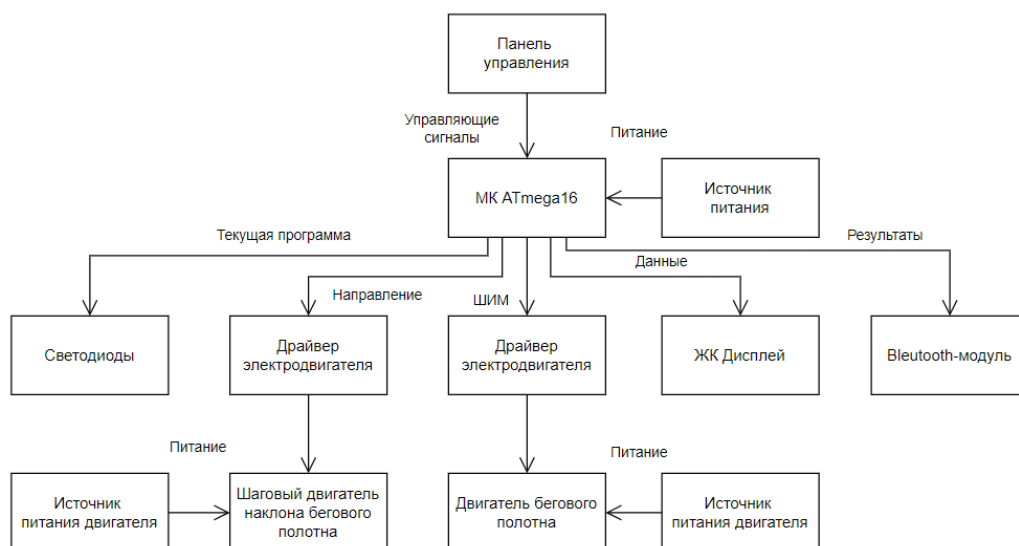 Панель
управления
Управляющие
сигналы
Питание
МК ATmega16
Источник
питания
Текущая программа
Результаты
Данные
Направление
ШИМ
Светодиоды
Драйвер
электродвигателя
Драйвер
электродвигателя
ЖК Дисплей
Bleutooth-модуль
Питание
Питание
Источник
питания двигателя
Шаговый двигатель
наклона бегового
полотна
Двигатель бегового
полотна
Источник
питания двигателя